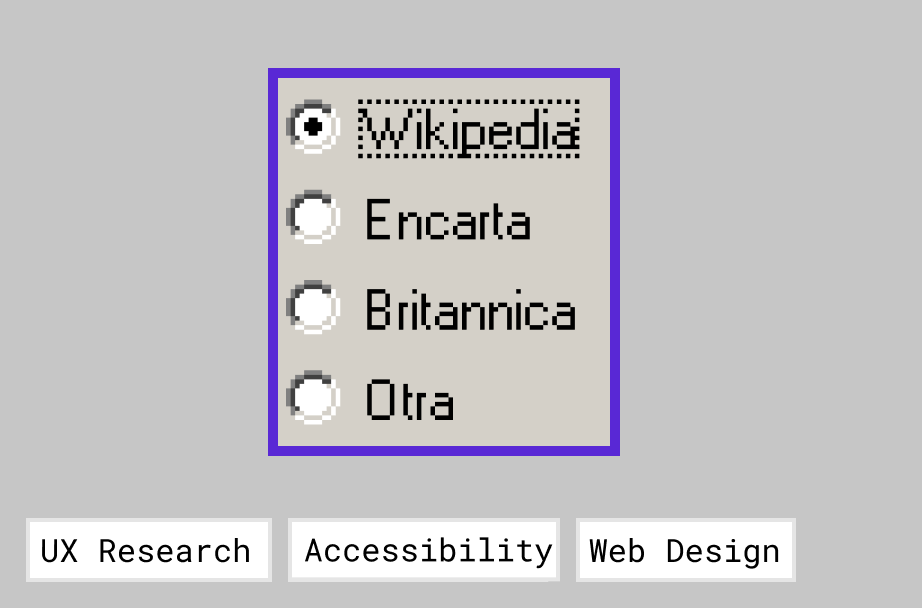 Wikipedia
Encarta
Britannica
Otra
UX Research
Accessibility
Web Design